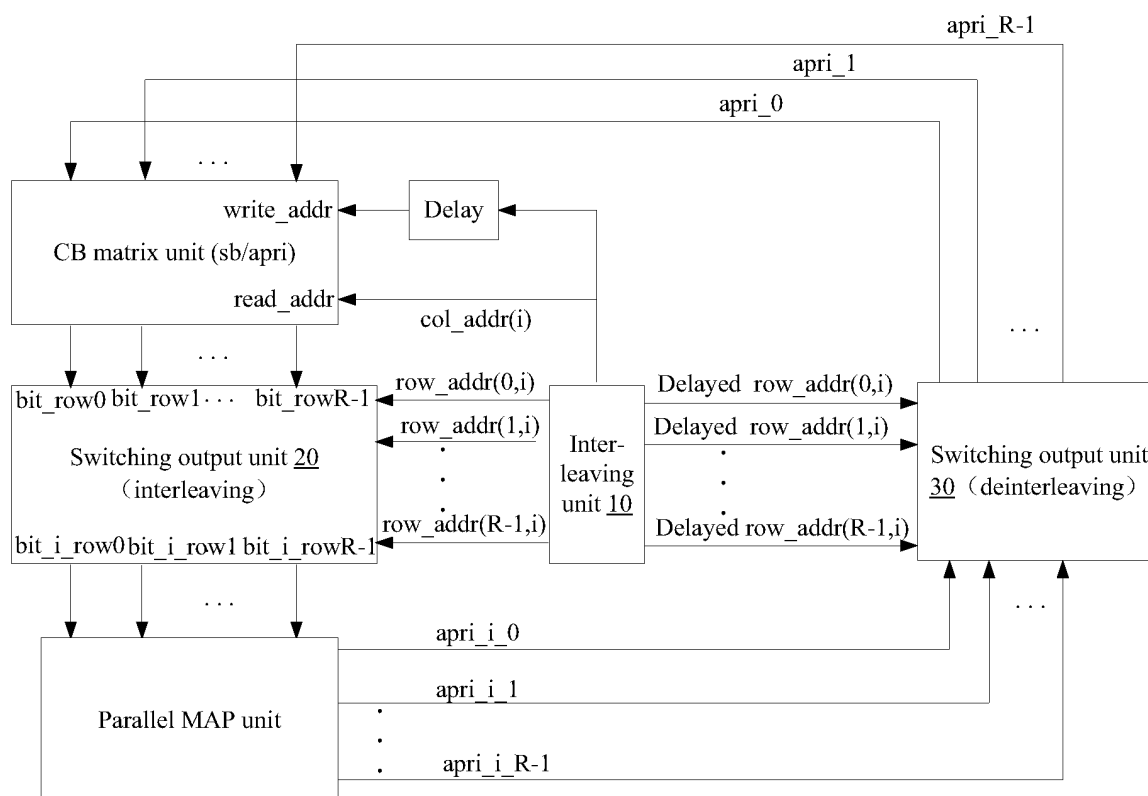 apri_R-1
apri_1
apri_0
. . .
write_addr
Delay
CB matrix unit (sb/apri)
read_addr
col_addr(i)
. . .
. . .
bit_row0 bit_row1 . . . bit_rowR-1
row_addr(0,i)
Delayed row_addr(0,i)
row_addr(1,i)
Delayed row_addr(1,i)
Switching output unit 20
（interleaving）
Inter-
leaving
unit 10
Switching output unit
30（deinterleaving）
row_addr(R-1,i)
Delayed row_addr(R-1,i)
bit_i_row0 bit_i_row1 . . . bit_i_rowR-1
. . .
. . .
apri_i_0
apri_i_1
Parallel MAP unit
apri_i_R-1